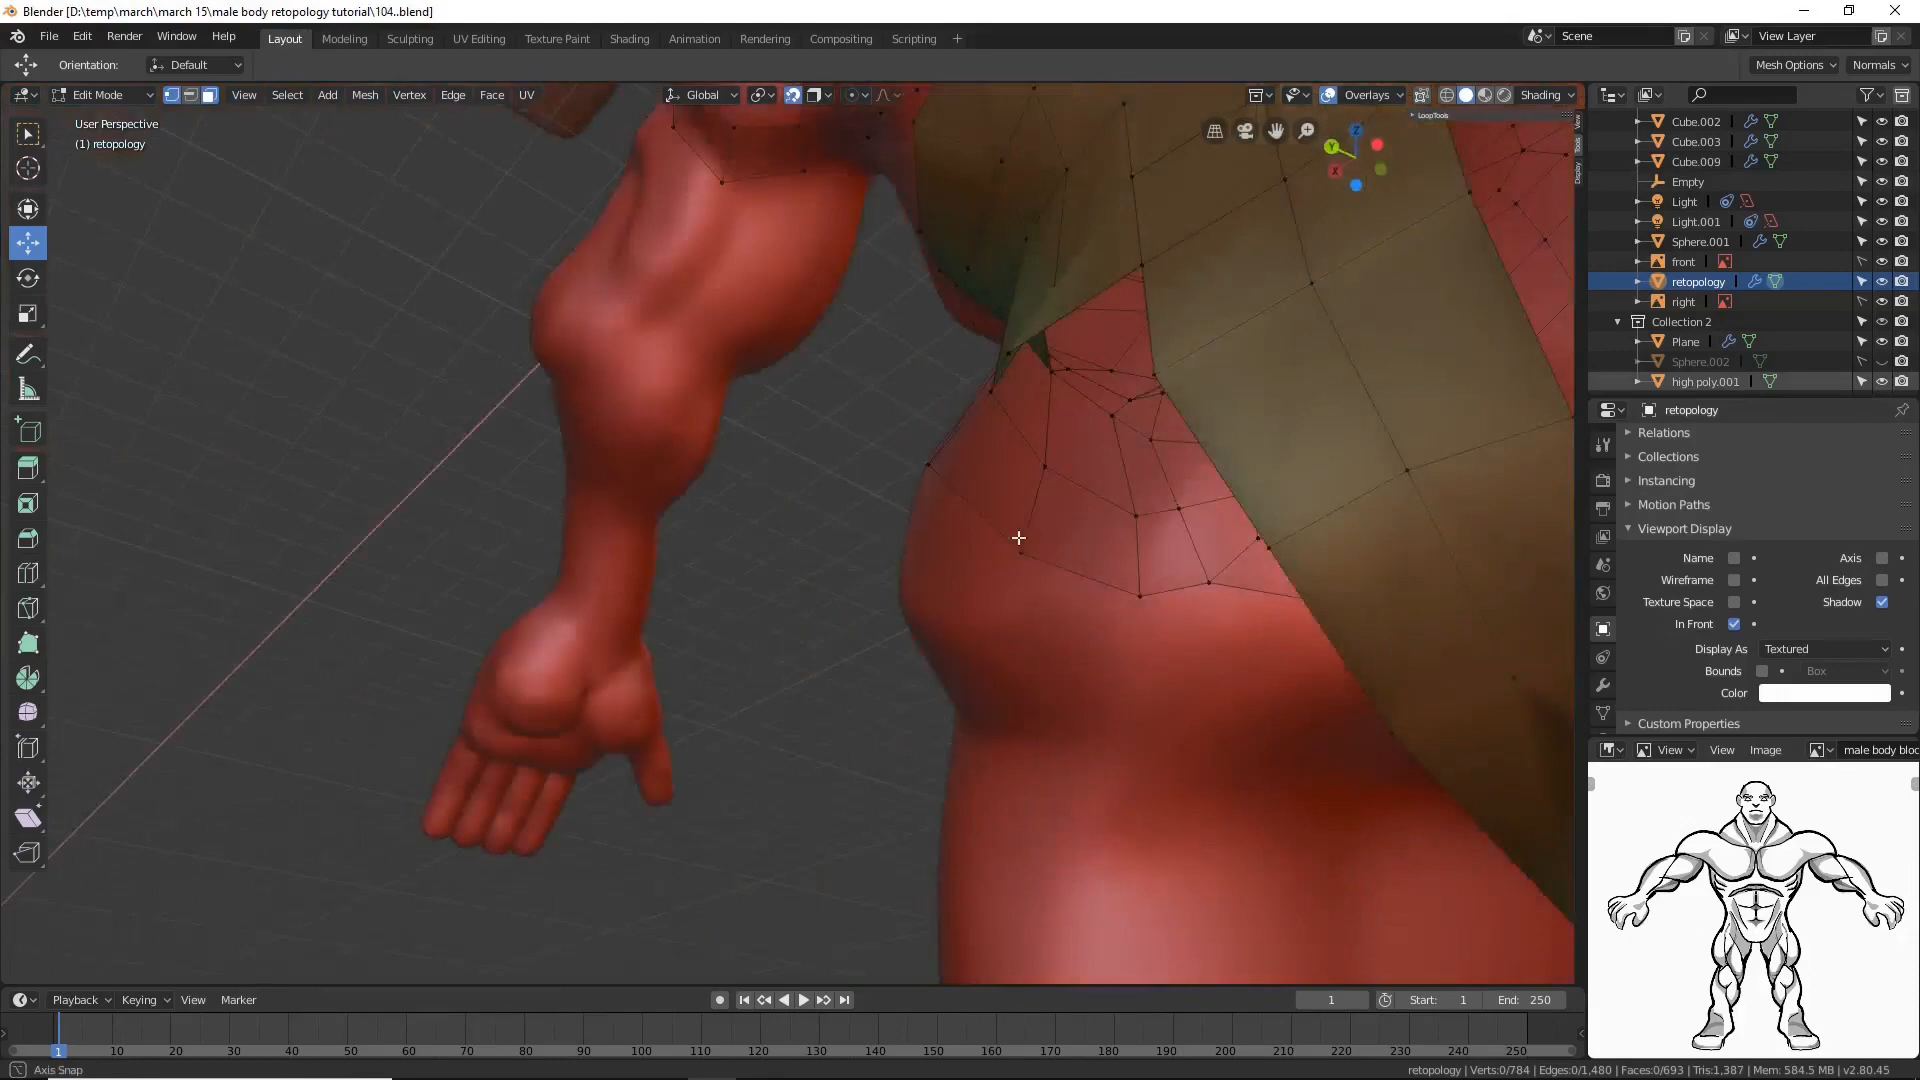 Blender [D:\temp\march\march 15\male body retopology tutorial\104..blend]
File Edit Render Window Help Layout Modeling Sculpting UV Editing Texture Paint Shading Animation Rendering Compositing Scripting + Scene View Layer
Orientation: Default Mesh Options Normals
Edit Mode View Select Add Mesh Vertex Edge Face UV Global Overlays Shading
User Perspective
(1) retopology
LoopTools
View
Tools
Display
Z
Y
X
Cube.002
Cube.003
Cube.009
Empty
Light
Light.001
Sphere.001
front
retopology
right
Collection 2
Plane
Sphere.002
high poly.001
retopology
Relations
Collections
Instancing
Motion Paths
Viewport Display
Name Axis
Wireframe All Edges
Texture Space Shadow
In Front
Display As Textured
Bounds Box
Color
Custom Properties
View View Image male body bloc
Playback Keying View Marker 1 Start: 1 End: 250
1 10 20 30 40 50 60 70 80 90 100 110 120 130 140 150 160 170 180 190 200 210 220 230 240 250
Axis Snap retopology | Verts:0/784 | Edges:0/1,480 | Faces:0/693 | Tris:1,387 | Mem: 584.5 MB | v2.80.45